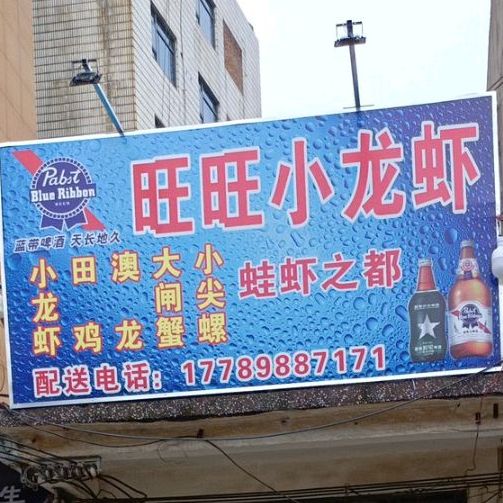 旺旺小龙虾
Pabst
Blue Ribbon
蓝带啤酒 天长地久
小龙虾
田鸡
澳龙
大闸蟹
小尖螺
蛙虾之都
配送电话：17789887171
生